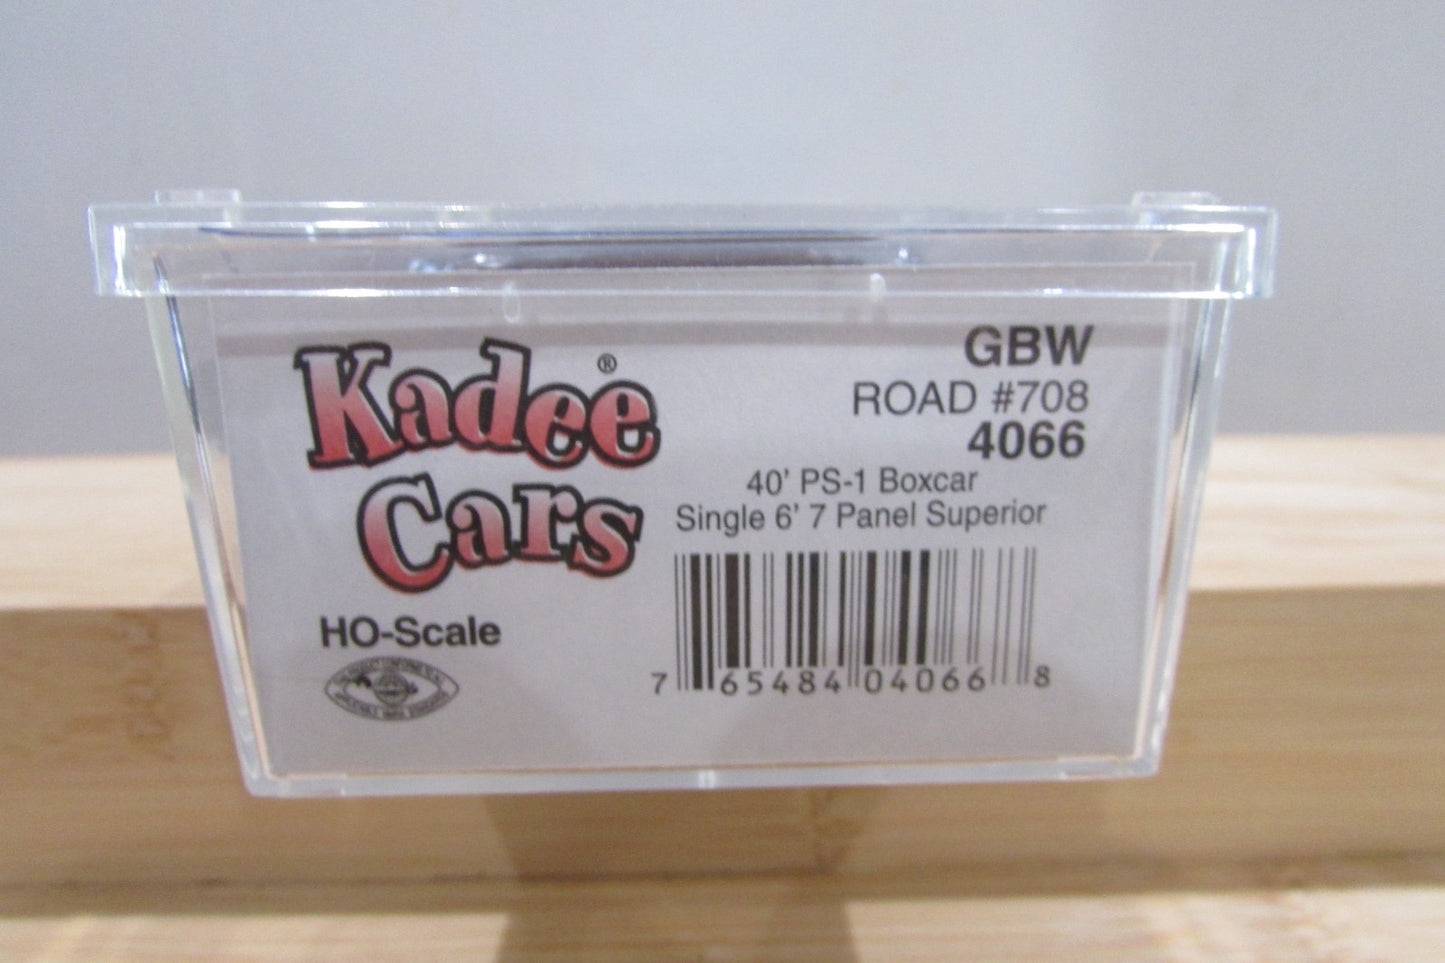 Kadee®
Cars
HO-Scale
GBW
ROAD #708
4066
40' PS-1 Boxcar
Single 6' 7 Panel Superior
7 65484 04066 8